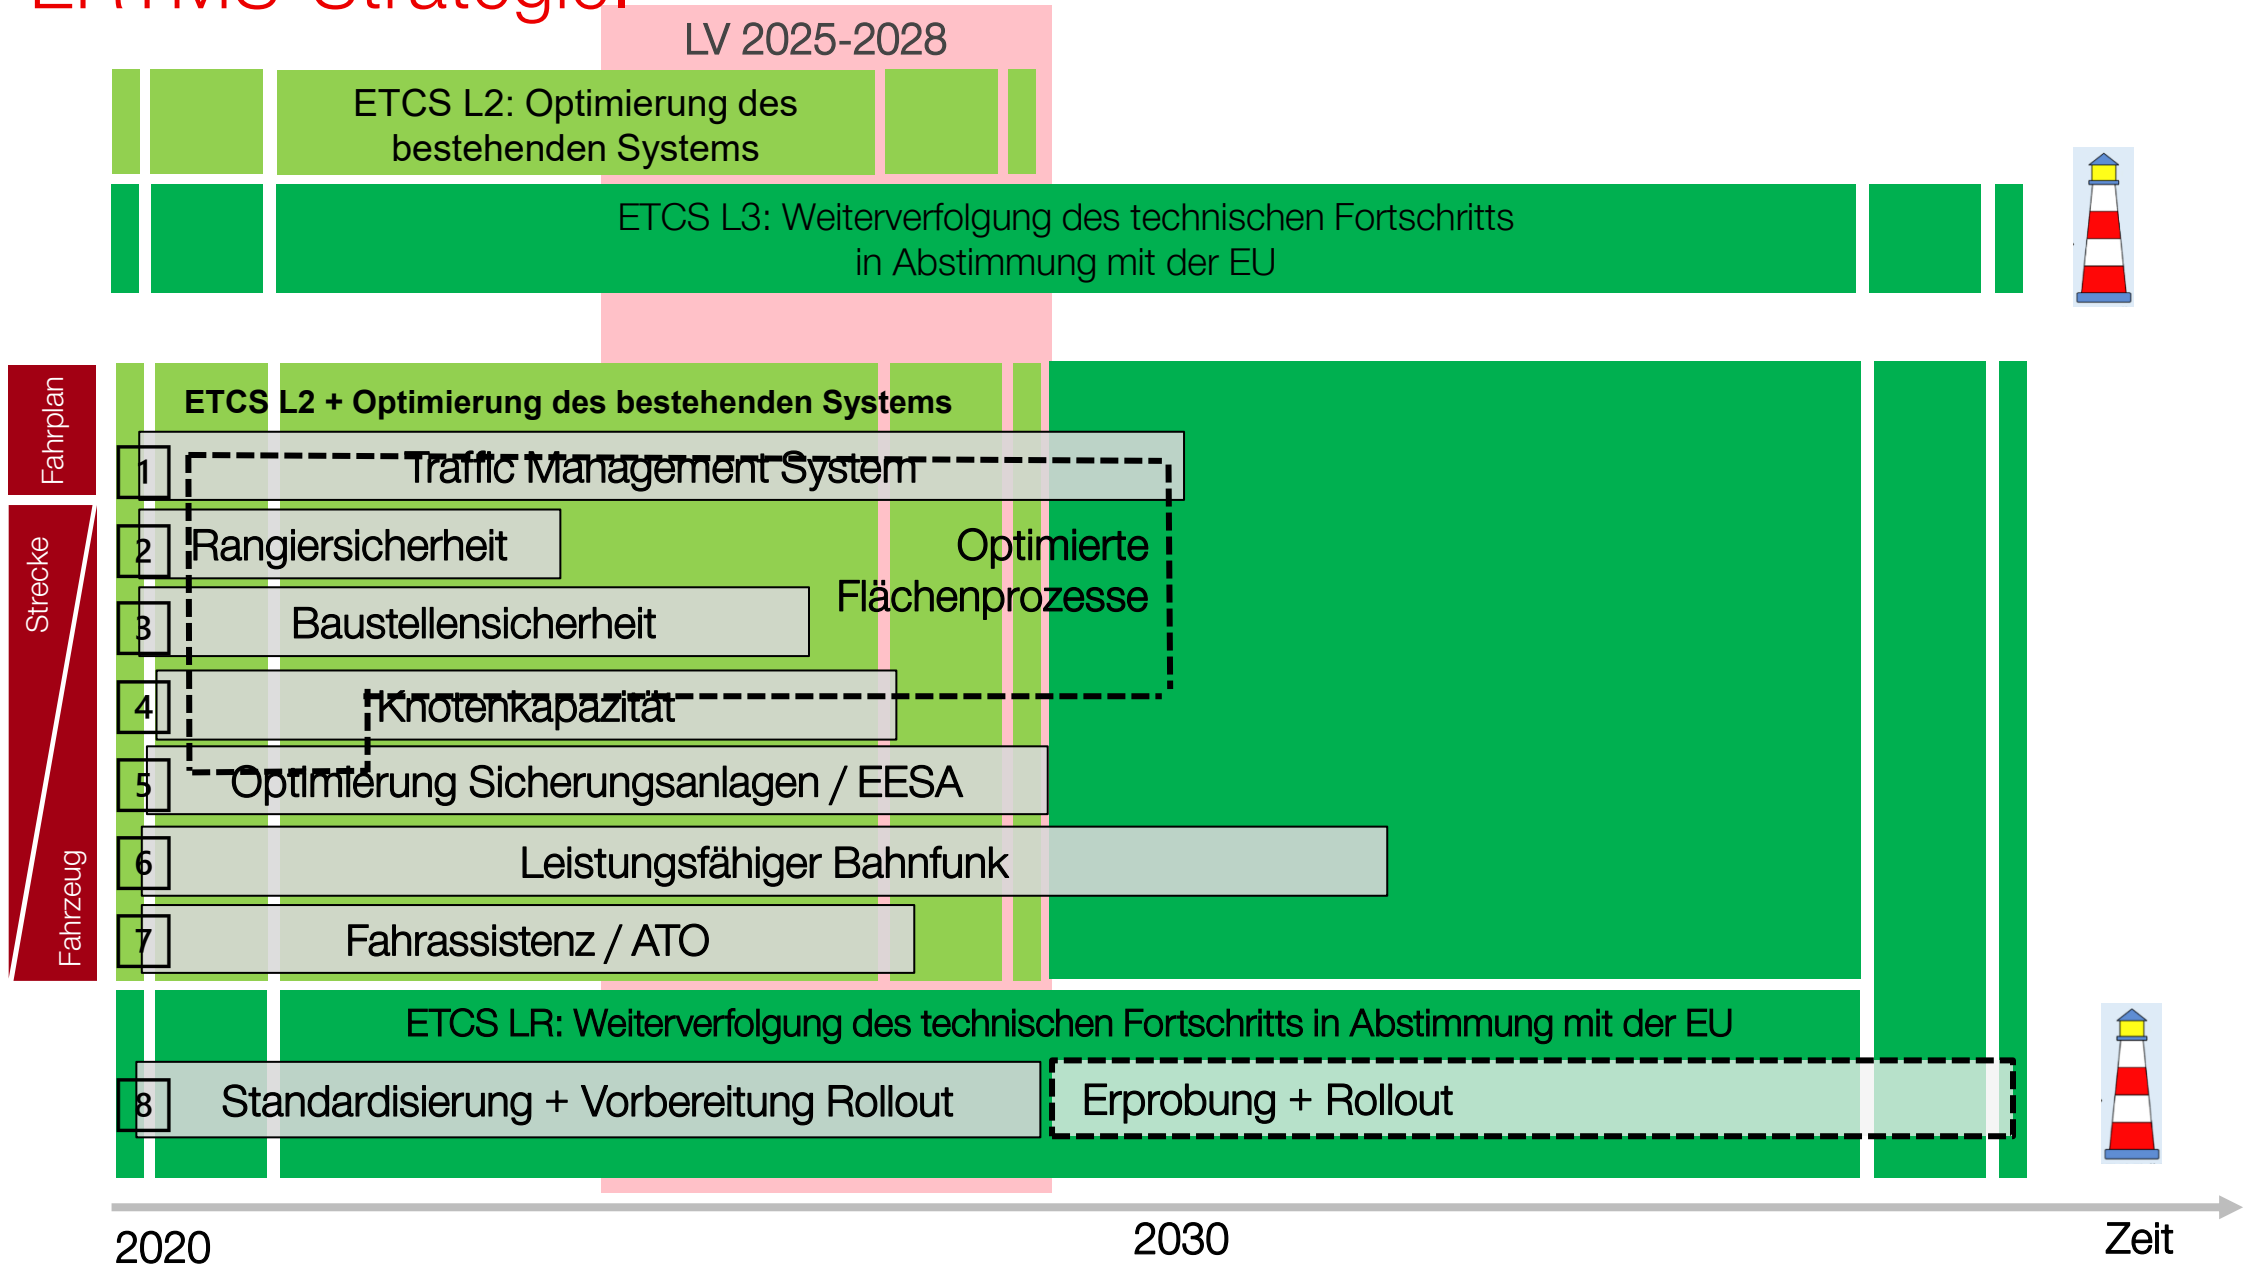 ERTMS-Strategie.
LV 2025-2028
ETCS L2: Optimierung des
bestehenden Systems
ETCS L3: Weiterverfolgung des technischen Fortschritts
in Abstimmung mit der EU
Fahrplan
Strecke
Fahrzeug
ETCS L2 + Optimierung des bestehenden Systems
1 Traffic Management System
2 Rangiersicherheit
Optimierte
Flächenprozesse
3 Baustellensicherheit
4 Knotenkapazität
5 Optimierung Sicherungsanlagen / EESA
6 Leistungsfähiger Bahnfunk
7 Fahrassistenz / ATO
ETCS LR: Weiterverfolgung des technischen Fortschritts in Abstimmung mit der EU
8 Standardisierung + Vorbereitung Rollout
Erprobung + Rollout
2020
2030
Zeit